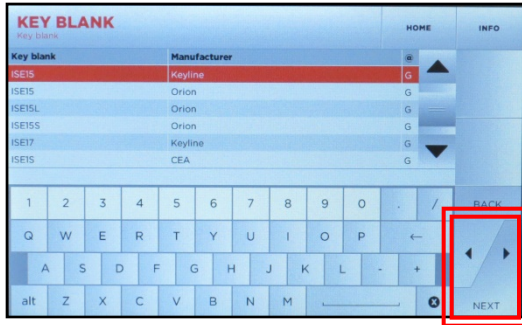 KEY BLANK
Key blank
HOME
INFO
Key blank Manufacturer @
ISE15 Keyline G
ISE15 Orion G
ISE15L Orion G
ISE15S Orion G
ISE17 Keyline G
ISE1S CEA G
1 2 3 4 5 6 7 8 9 0 . /
BACK
Q W E R T Y U I O P ←
A S D F G H J K L - +
alt Z X C V B N M
NEXT